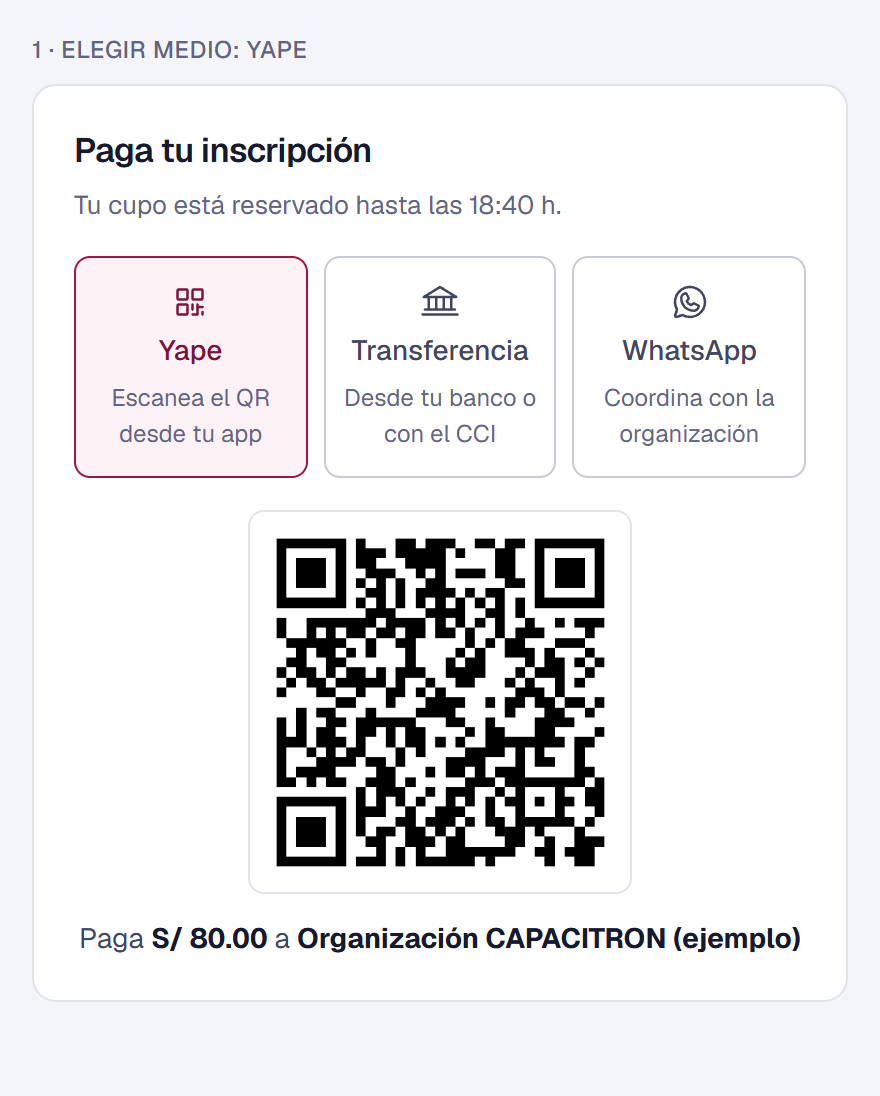 1 · ELEGIR MEDIO: YAPE
Paga tu inscripción
Tu cupo está reservado hasta las 18:40 h.
Yape
Escanea el QR
desde tu app
Transferencia
Desde tu banco o
con el CCI
WhatsApp
Coordina con la
organización
Paga S/ 80.00 a Organización CAPACITRON (ejemplo)